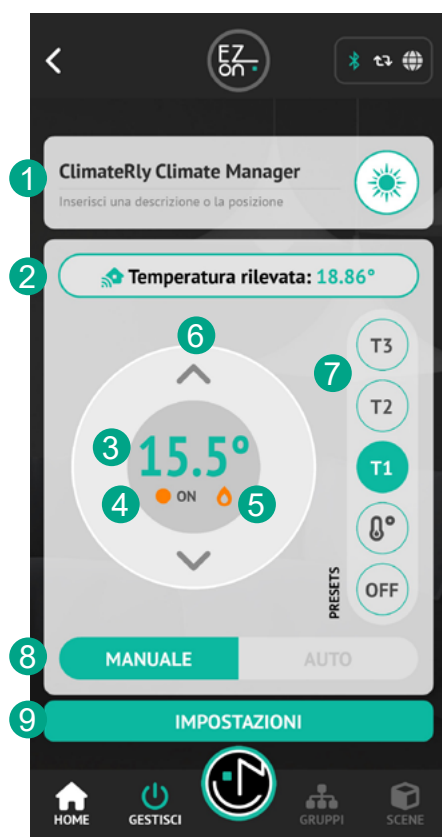 EZ
on
1
ClimateRly Climate Manager
Inserisci una descrizione o la posizione
2
Temperatura rilevata: 18.86°
6
7
T3
T2
3
15.5°
T1
4
ON
5
OFF
PRESETS
8
MANUALE
AUTO
9
IMPOSTAZIONI
HOME
GESTISCI
GRUPPI
SCENE